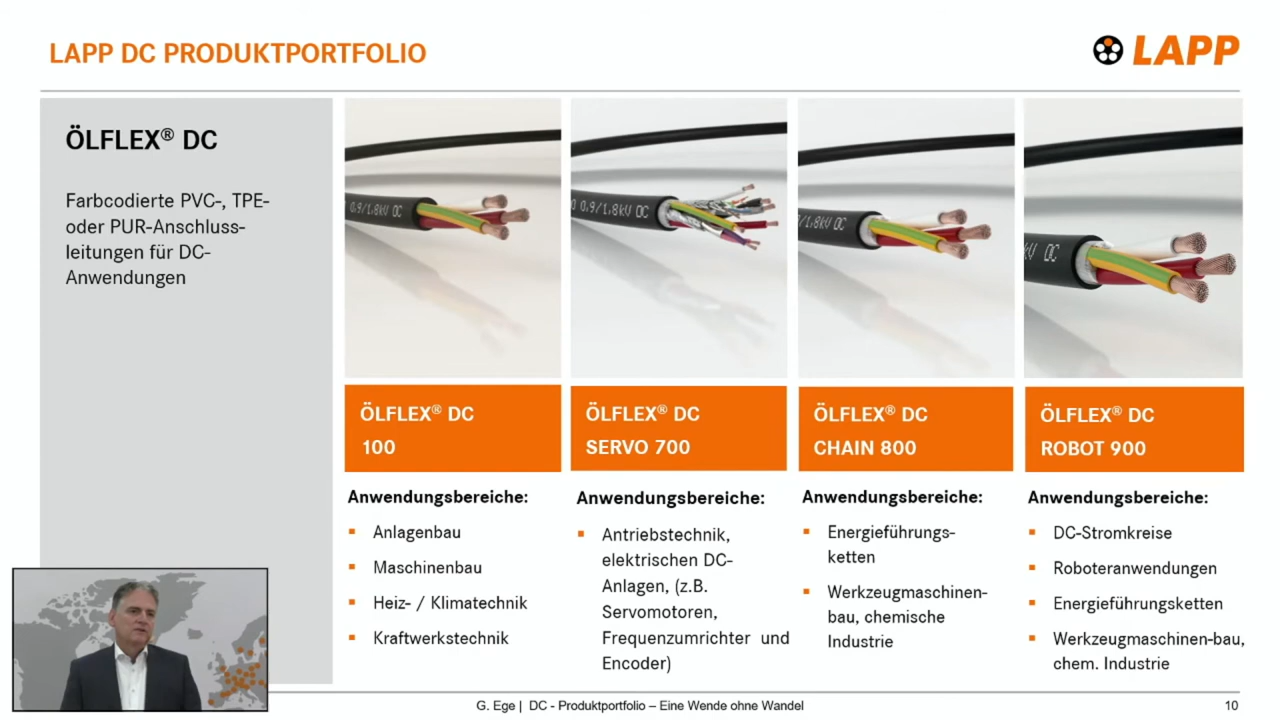 LAPP DC PRODUKTPORTFOLIO
LAPP
ÖLFLEX® DC
Farbcodierte PVC-, TPE-
oder PUR-Anschluss-
leitungen für DC-
Anwendungen
0,9/1,8kV DC
0,9/1,8kV DC
/1,8kV DC
kV DC
ÖLFLEX® DC
100
ÖLFLEX® DC
SERVO 700
ÖLFLEX® DC
CHAIN 800
ÖLFLEX® DC
ROBOT 900
Anwendungsbereiche:
Anlagenbau
Maschinenbau
Heiz- / Klimatechnik
Kraftwerkstechnik
Anwendungsbereiche:
Antriebstechnik,
elektrischen DC-
Anlagen, (z.B.
Servomotoren,
Frequenzumrichter und
Encoder)
Anwendungsbereiche:
Energieführungs-
ketten
Werkzeugmaschinen-
bau, chemische
Industrie
Anwendungsbereiche:
DC-Stromkreise
Roboteranwendungen
Energieführungsketten
Werkzeugmaschinen-bau,
chem. Industrie
G. Ege | DC - Produktportfolio – Eine Wende ohne Wandel
10